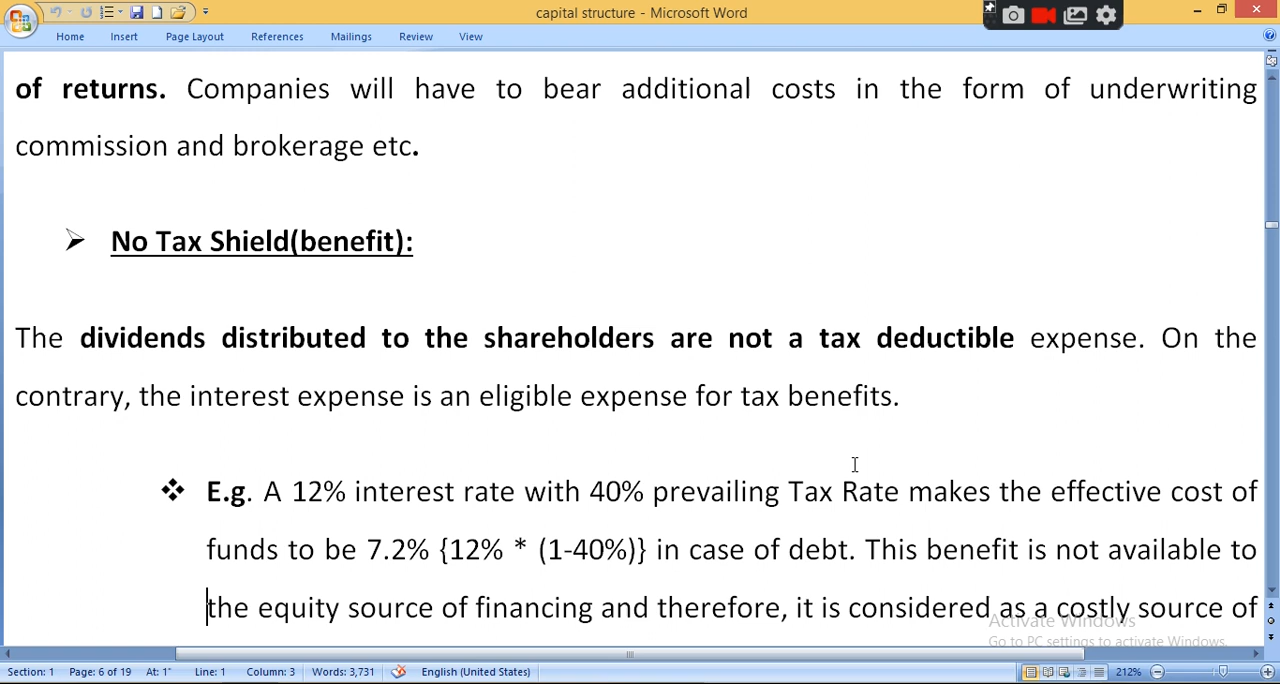 capital structure - Microsoft Word
Home Insert Page Layout References Mailings Review View
of returns. Companies will have to bear additional costs in the form of underwriting
commission and brokerage etc.
No Tax Shield(benefit):
The dividends distributed to the shareholders are not a tax deductible expense. On the
contrary, the interest expense is an eligible expense for tax benefits.
E.g. A 12% interest rate with 40% prevailing Tax Rate makes the effective cost of
funds to be 7.2% {12% * (1-40%)} in case of debt. This benefit is not available to
the equity source of financing and therefore, it is considered as a costly source of
Activate Windows
Go to PC settings to activate Windows.
Section: 1 Page: 6 of 19 At: 1" Line: 1 Column: 3 Words: 3,731 English (United States) 212%